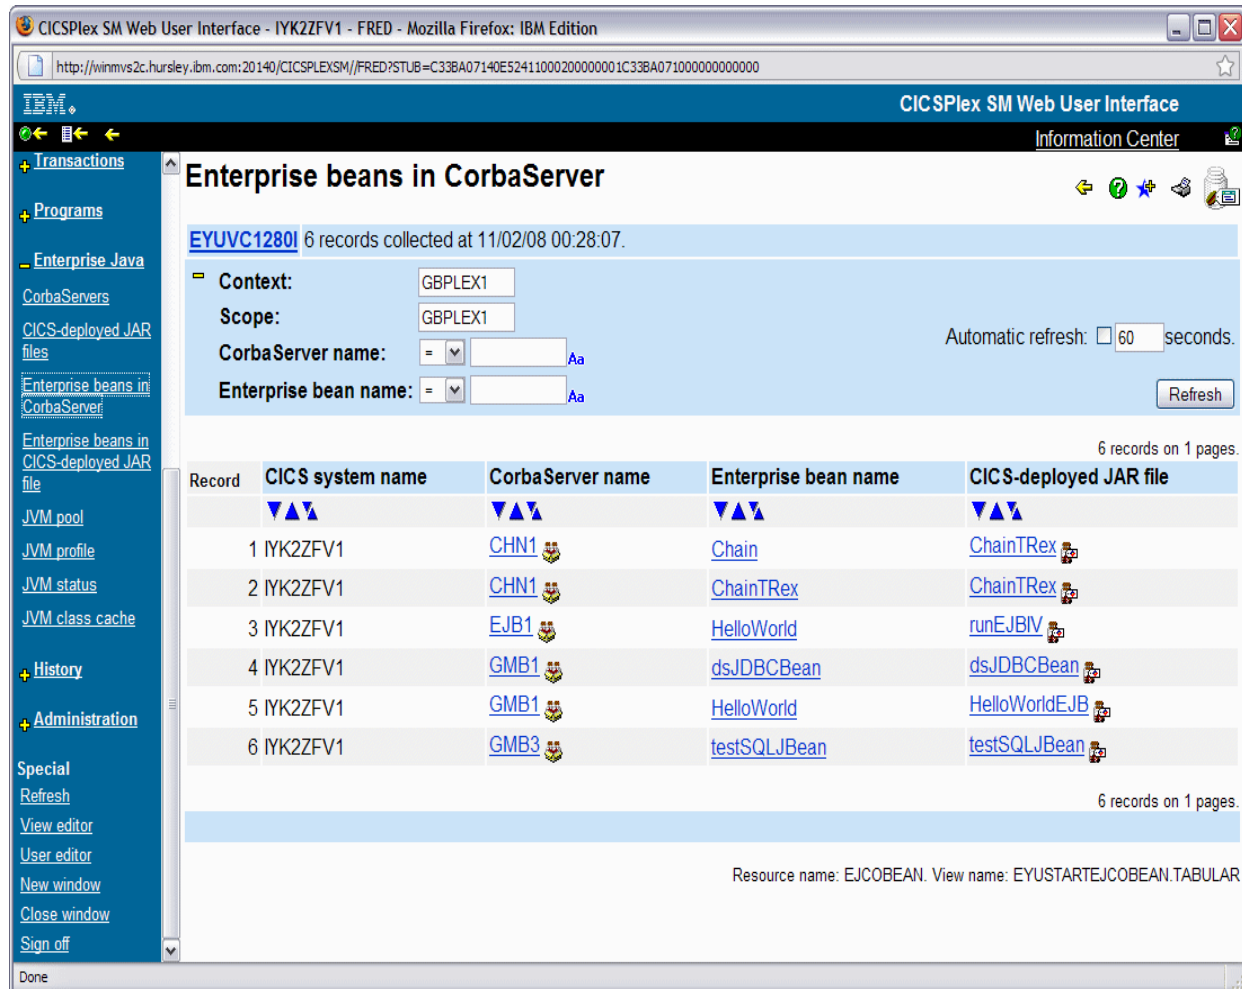 CICSPlex SM Web User Interface - IYK2ZFV1 - FRED - Mozilla Firefox: IBM Edition
http://winmvs2c.hursley.ibm.com:20140/CICSPLEXSM//FRED?STUB=C33BA07140E52411000200000001C33BA071000000000000
IBM.
CICSPlex SM Web User Interface
Information Center
Transactions
Programs
Enterprise Java
CorbaServers
CICS-deployed JAR
files
Enterprise beans in
CorbaServer
Enterprise beans in
CICS-deployed JAR
file
JVM pool
JVM profile
JVM status
JVM class cache
History
Administration
Special
Refresh
View editor
User editor
New window
Close window
Sign off
Enterprise beans in CorbaServer
EYUVC1280I 6 records collected at 11/02/08 00:28:07.
Context: GBPLEX1
Scope: GBPLEX1
CorbaServer name: = Aa
Enterprise bean name: = Aa
Automatic refresh: 60 seconds.
Refresh
6 records on 1 pages.
Record CICS system name CorbaServer name Enterprise bean name CICS-deployed JAR file
1 IYK2ZFV1 CHN1 Chain ChainTRex
2 IYK2ZFV1 CHN1 ChainTRex ChainTRex
3 IYK2ZFV1 EJB1 HelloWorld runEJBIV
4 IYK2ZFV1 GMB1 dsJDBCBean dsJDBCBean
5 IYK2ZFV1 GMB1 HelloWorld HelloWorldEJB
6 IYK2ZFV1 GMB3 testSQLJBean testSQLJBean
6 records on 1 pages.
Resource name: EJCOBEAN. View name: EYUSTARTEJCOBEAN.TABULAR
Done